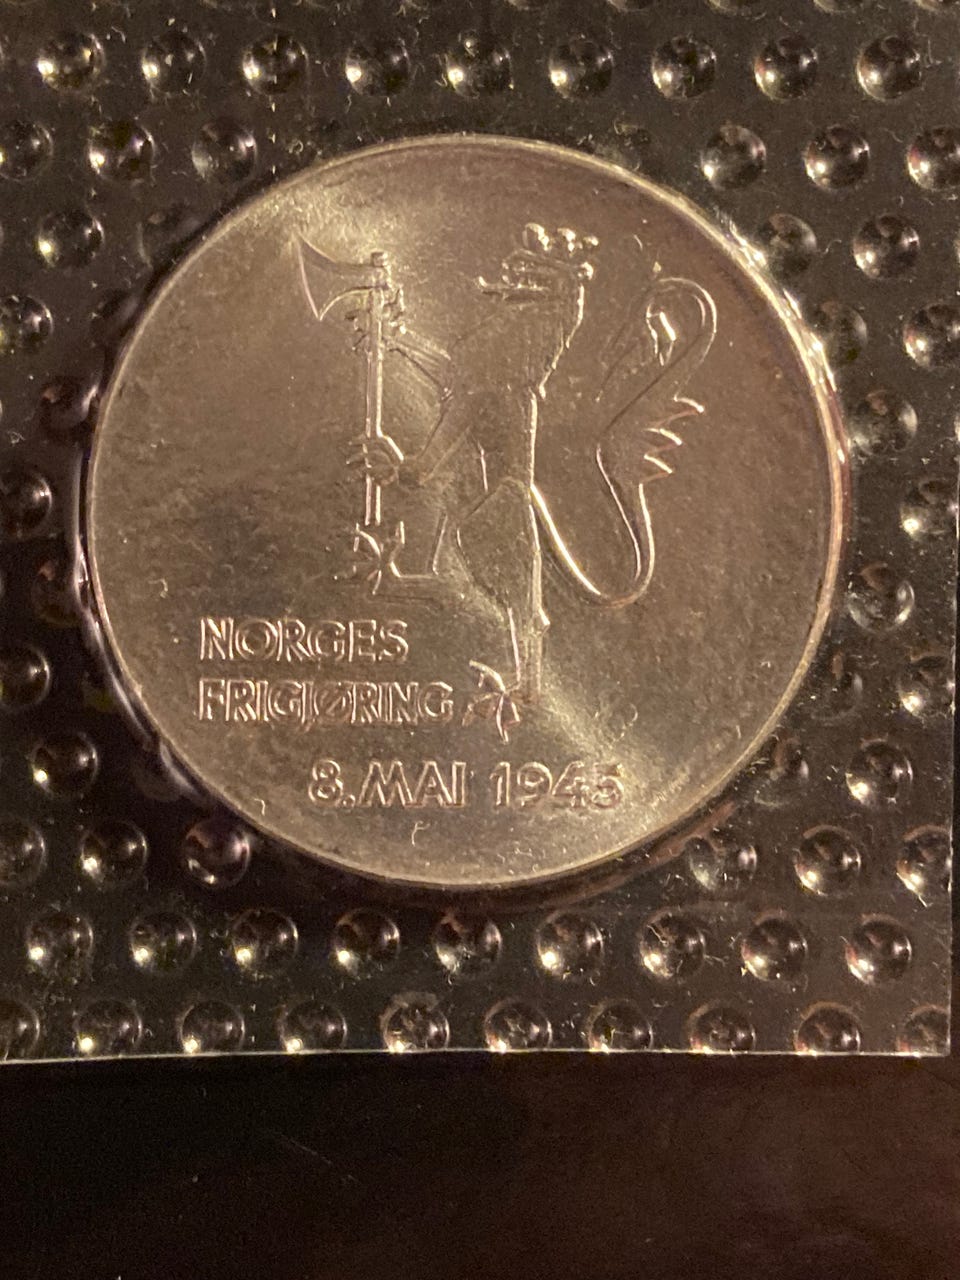 NORGES
FRIGJØRING
8. MAI 1945